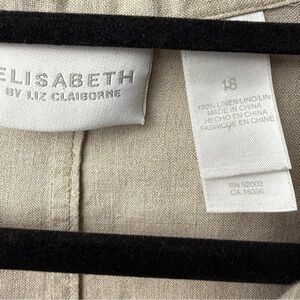 ELISABETH
BY LIZ CLAIBORNE
18
100% LINEN/LINO/LIN
MADE IN CHINA
HECHO EN CHINA
FABRIQUE EN CHINE
RN 52002
CA 16396